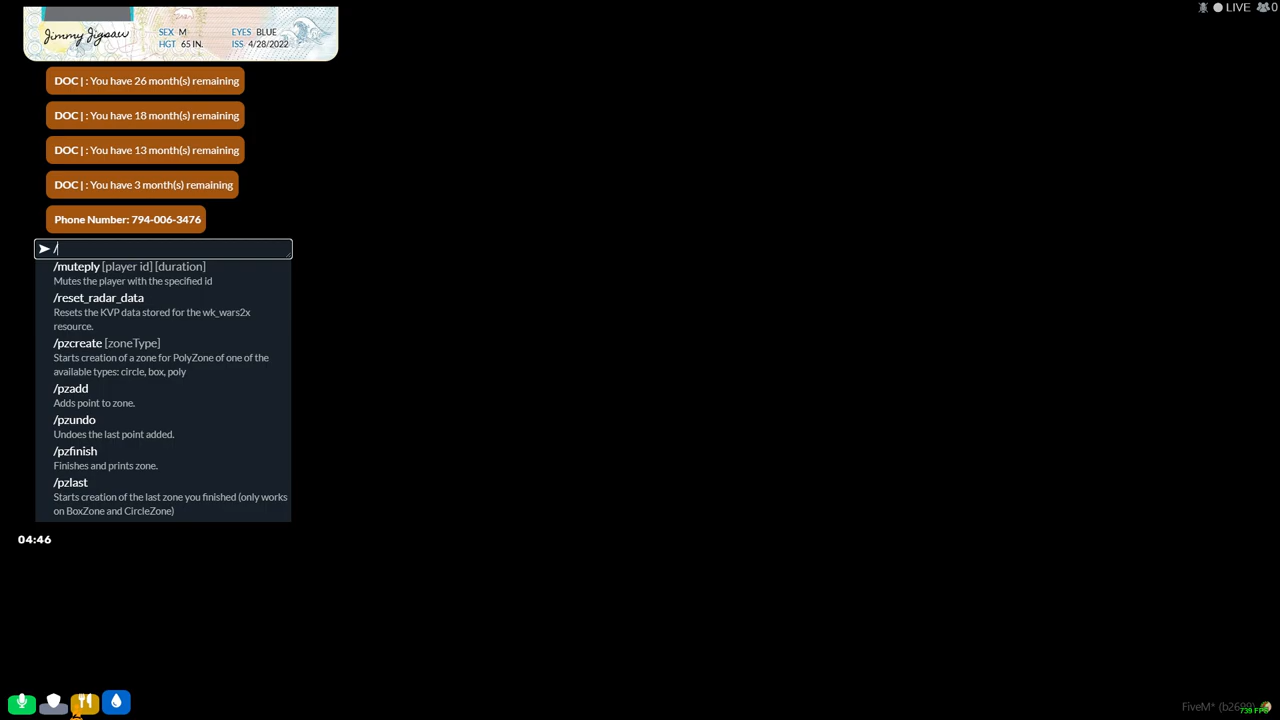 LIVE 0
Jimmy Jigsaw
SEX M EYES BLUE
HGT 65 IN. ISS 4/28/2022
DOC | : You have 26 month(s) remaining
DOC | : You have 18 month(s) remaining
DOC | : You have 13 month(s) remaining
DOC | : You have 3 month(s) remaining
Phone Number: 794-006-3476
/
/muteply [player id] [duration]
Mutes the player with the specified id
/reset_radar_data
Resets the KVP data stored for the wk_wars2x
resource.
/pzcreate [zoneType]
Starts creation of a zone for PolyZone of one of the
available types: circle, box, poly
/pzadd
Adds point to zone.
/pzundo
Undoes the last point added.
/pzfinish
Finishes and prints zone.
/pzlast
Starts creation of the last zone you finished (only works
on BoxZone and CircleZone)
04:46
FiveM* (b2699)
739 FPS